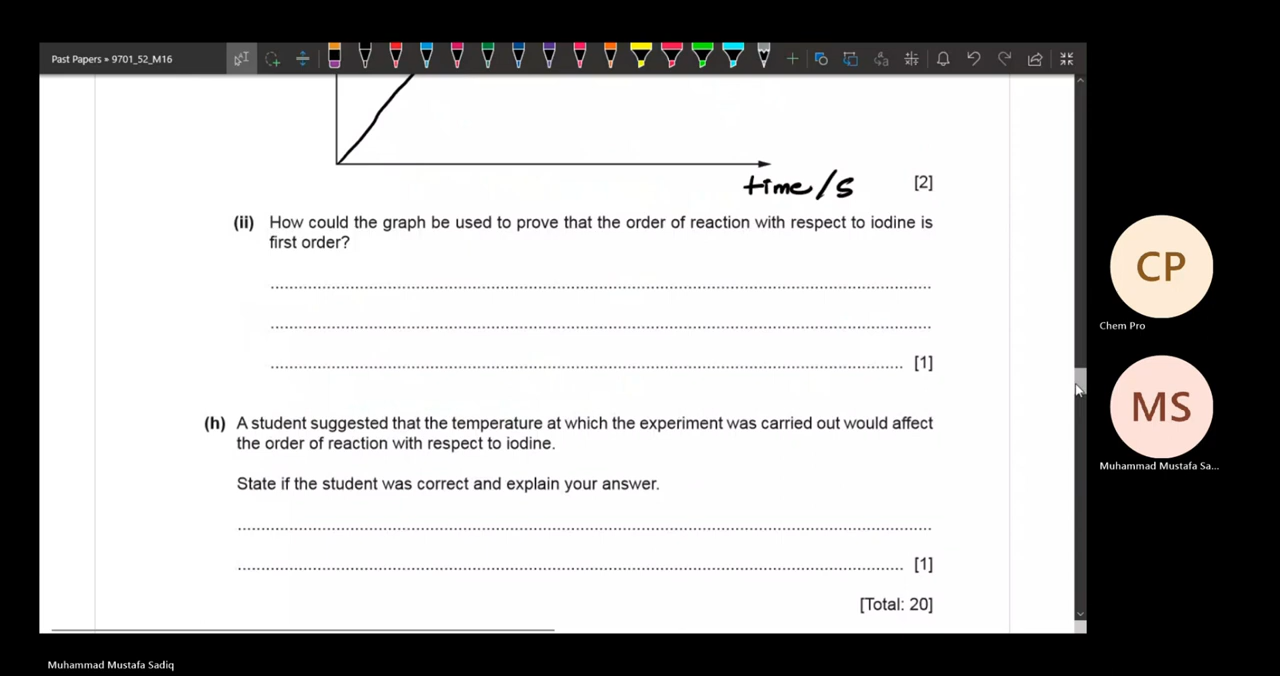 Past Papers » 9701_52_M16
time/s
[2]
(ii) How could the graph be used to prove that the order of reaction with respect to iodine is
first order?
[1]
(h) A student suggested that the temperature at which the experiment was carried out would affect
the order of reaction with respect to iodine.
State if the student was correct and explain your answer.
[1]
[Total: 20]
CP
Chem Pro
MS
Muhammad Mustafa Sa...
Muhammad Mustafa Sadiq